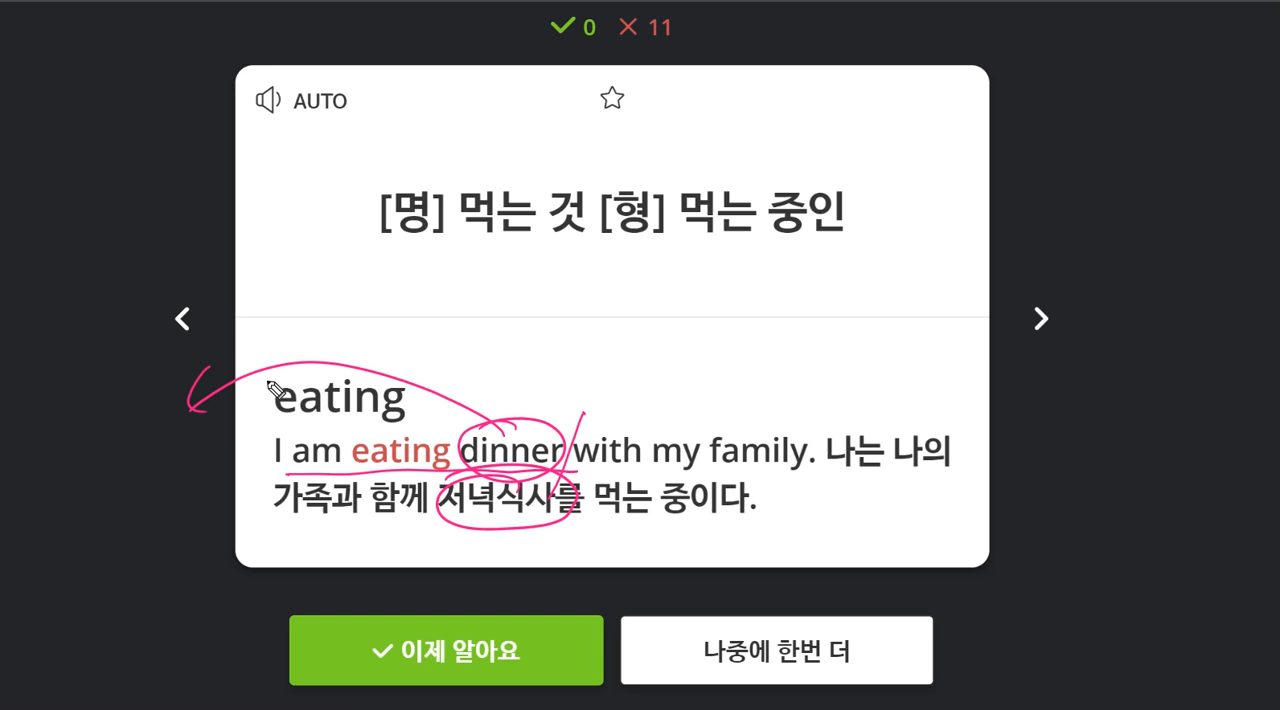 0 11
AUTO
[명] 먹는 것 [형] 먹는 중인
eating
I am eating dinner with my family. 나는 나의
가족과 함께 저녁식사를 먹는 중이다.
이제 알아요 나중에 한번 더